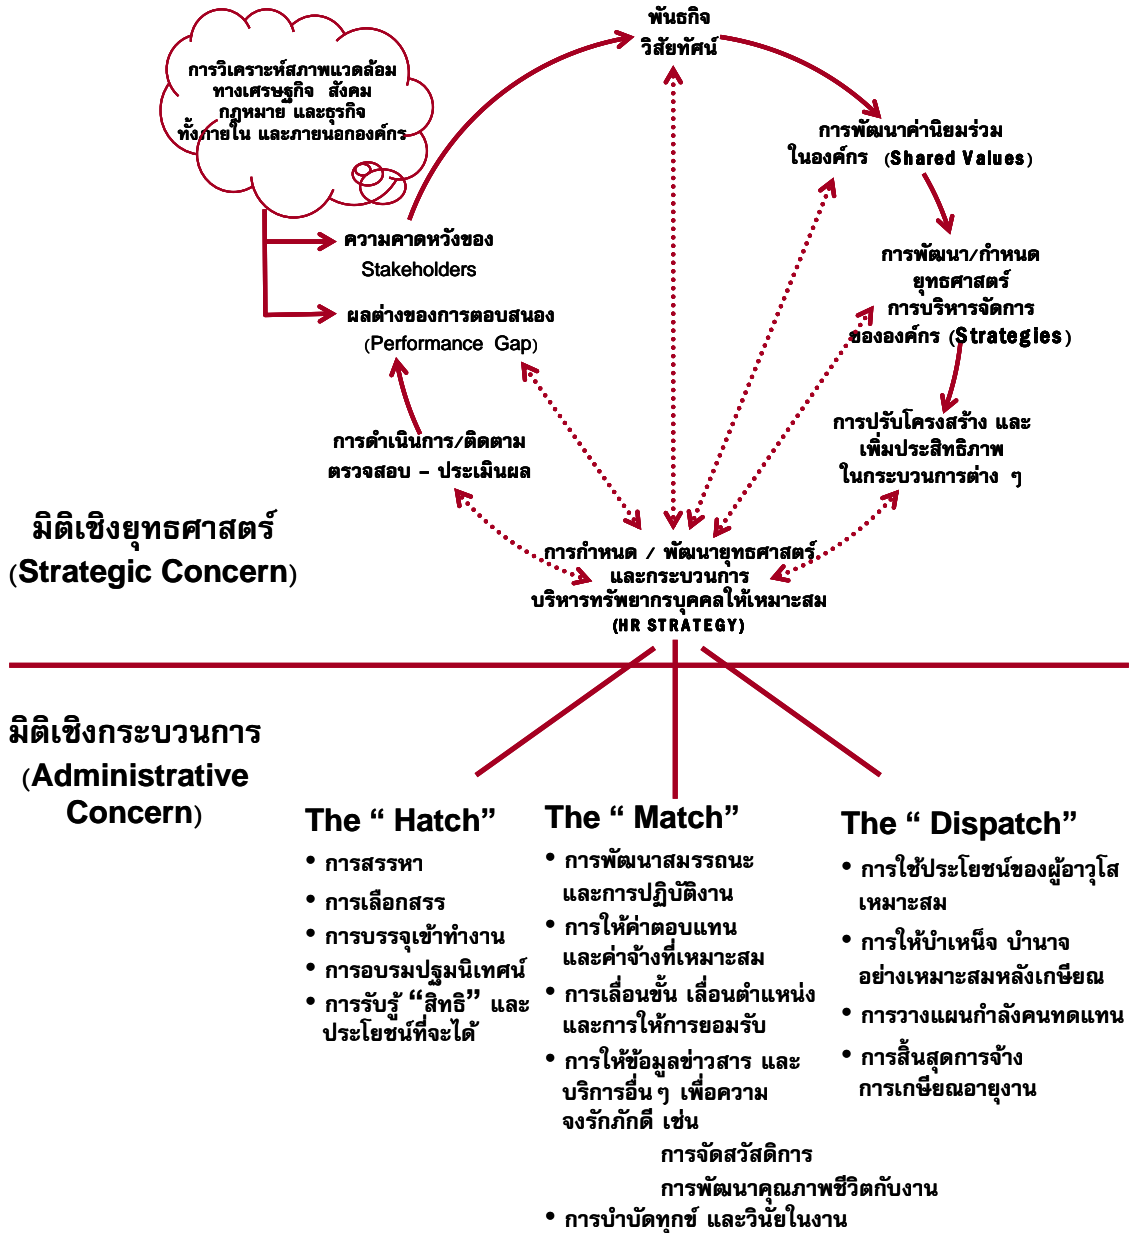 พันธกิจ
วิสัยทัศน์
การวิเคราะห์สภาพแวดล้อม
ทางเศรษฐกิจ สังคม
กฎหมาย และธุรกิจ
ทั้งภายใน และภายนอกองค์กร
การพัฒนาค่านิยมร่วม
ในองค์กร (Shared Values)
ความคาดหวังของ
Stakeholders
การพัฒนา/กำหนด
ยุทธศาสตร์
การบริหารจัดการ
ขององค์กร (Strategies)
ผลต่างของการตอบสนอง
(Performance Gap)
การปรับโครงสร้าง และ
เพิ่มประสิทธิภาพ
ในกระบวนการต่าง ๆ
การดำเนินการ/ติดตาม
ตรวจสอบ – ประเมินผล
มิติเชิงยุทธศาสตร์
(Strategic Concern)
การกำหนด / พัฒนายุทธศาสตร์
และกระบวนการ
บริหารทรัพยากรบุคคลให้เหมาะสม
(HR STRATEGY)
มิติเชิงกระบวนการ
(Administrative
Concern)
The “ Hatch”
• การสรรหา
• การเลือกสรร
• การบรรจุเข้าทำงาน
• การอบรมปฐมนิเทศน์
• การรับรู้ “สิทธิ” และ
ประโยชน์ที่จะได้
The “ Match”
• การพัฒนาสมรรถนะ
และการปฏิบัติงาน
• การให้ค่าตอบแทน
และค่าจ้างที่เหมาะสม
• การเลื่อนขั้น เลื่อนตำแหน่ง
และการให้การยอมรับ
• การให้ข้อมูลข่าวสาร และ
บริการอื่น ๆ เพื่อความ
จงรักภักดี เช่น
การจัดสวัสดิการ
การพัฒนาคุณภาพชีวิตกับงาน
• การบำบัดทุกข์ และวินัยในงาน
The “ Dispatch”
• การใช้ประโยชน์ของผู้อาวุโส
เหมาะสม
• การให้บำเหน็จ บำนาจ
อย่างเหมาะสมหลังเกษียณ
• การวางแผนกำลังคนทดแทน
• การสิ้นสุดการจ้าง
การเกษียณอายุงาน